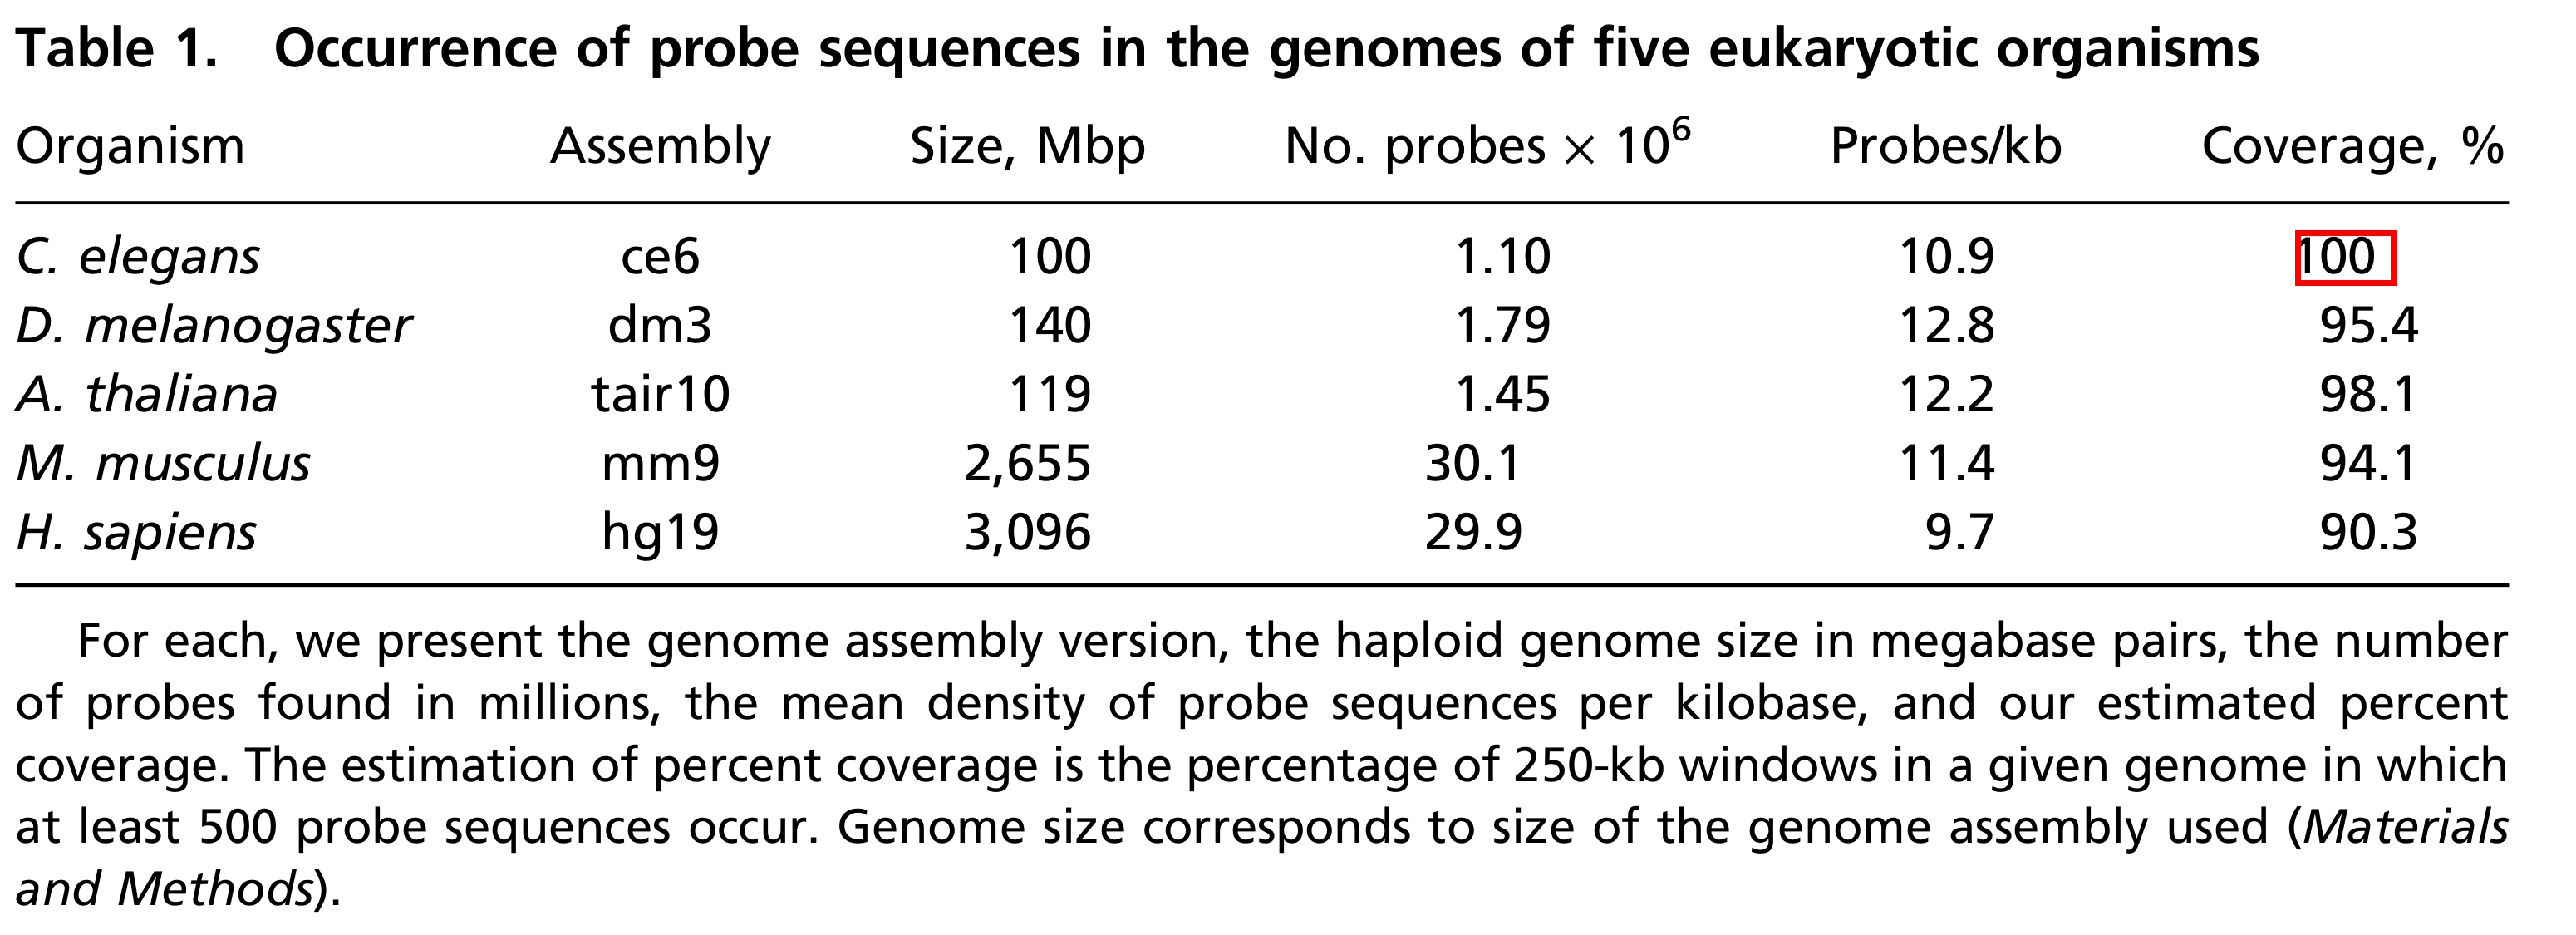 Table 1. Occurrence of probe sequences in the genomes of five eukaryotic organisms
Organism Assembly Size, Mbp No. probes × 10⁶ Probes/kb Coverage, %
C. elegans ce6 100 1.10 10.9 100
D. melanogaster dm3 140 1.79 12.8 95.4
A. thaliana tair10 119 1.45 12.2 98.1
M. musculus mm9 2,655 30.1 11.4 94.1
H. sapiens hg19 3,096 29.9 9.7 90.3
For each, we present the genome assembly version, the haploid genome size in megabase pairs, the number
of probes found in millions, the mean density of probe sequences per kilobase, and our estimated percent
coverage. The estimation of percent coverage is the percentage of 250-kb windows in a given genome in which
at least 500 probe sequences occur. Genome size corresponds to size of the genome assembly used (Materials
and Methods).